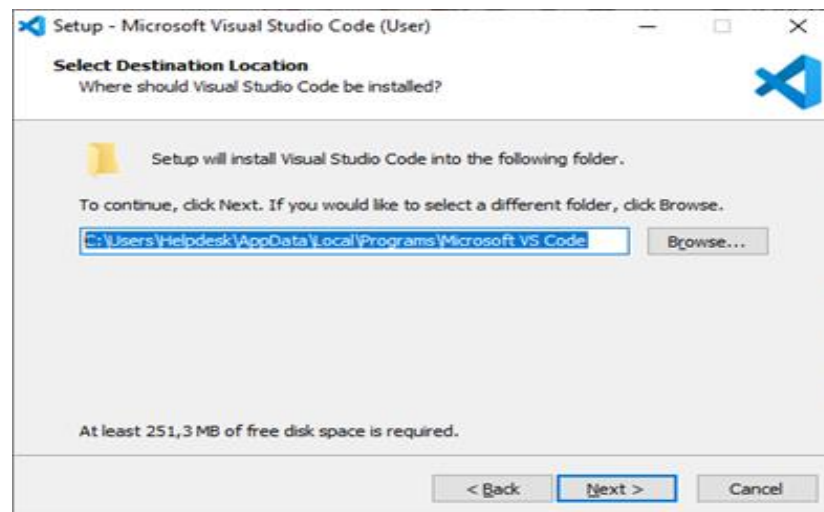 Setup - Microsoft Visual Studio Code (User)
Select Destination Location
Where should Visual Studio Code be installed?
Setup will install Visual Studio Code into the following folder.
To continue, click Next. If you would like to select a different folder, click Browse.
C:\Users\Helpdesk\AppData\Local\Programs\Microsoft VS Code
Browse...
At least 251,3 MB of free disk space is required.
< Back
Next >
Cancel